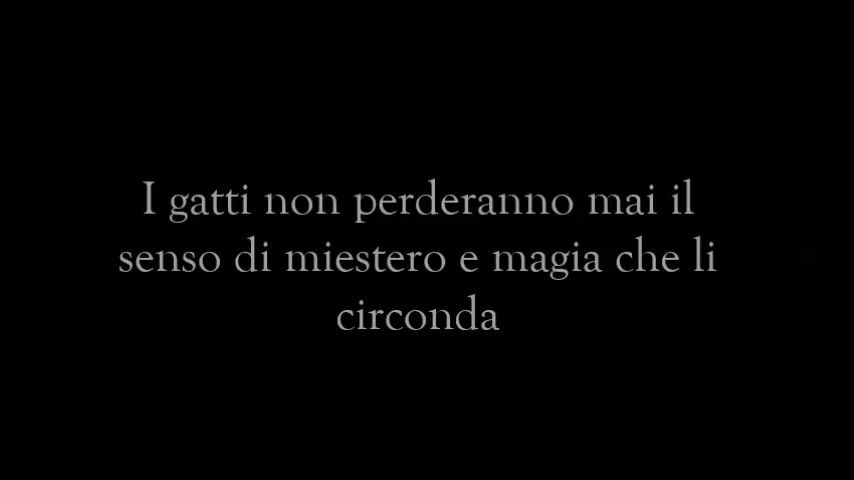 I gatti non perderanno mai il
senso di miestero e magia che li
circonda